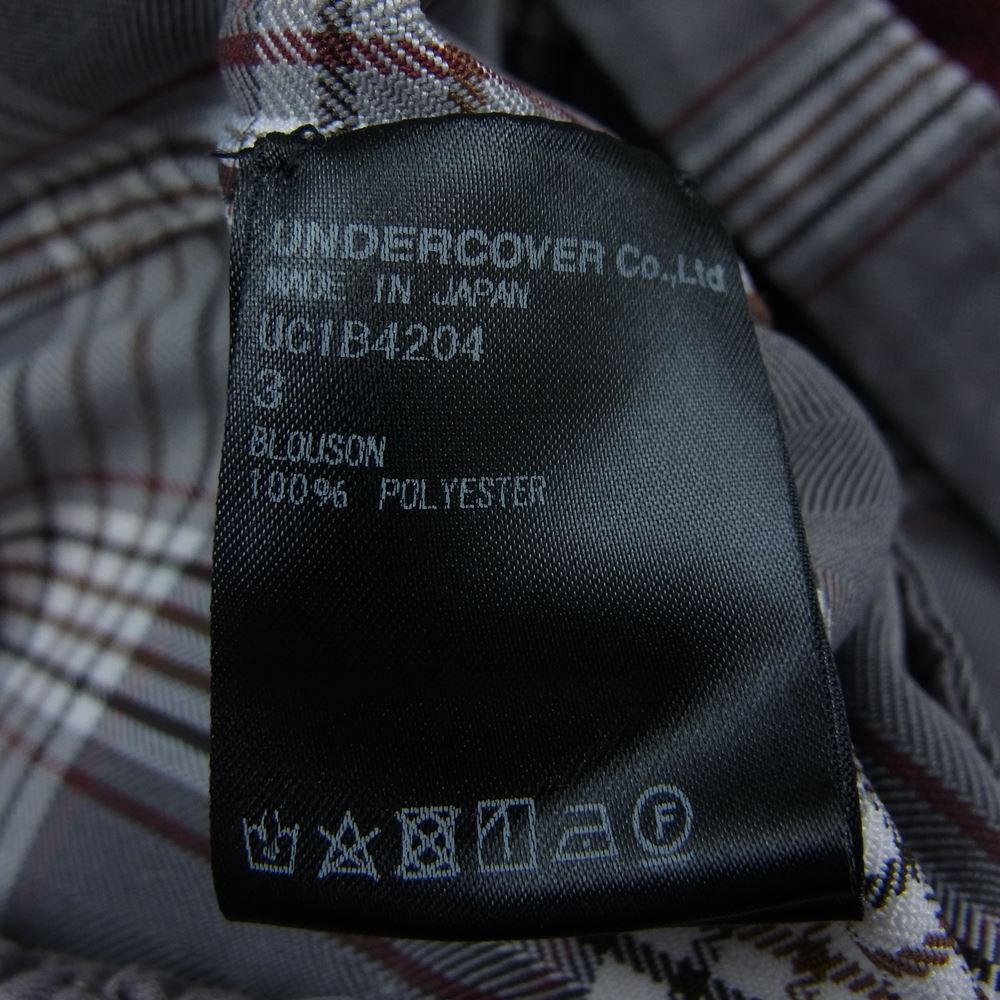 UNDERCOVER Co.,Ltd
MADE IN JAPAN
UC1B4204
3
BLOUSON
100% POLYESTER
F